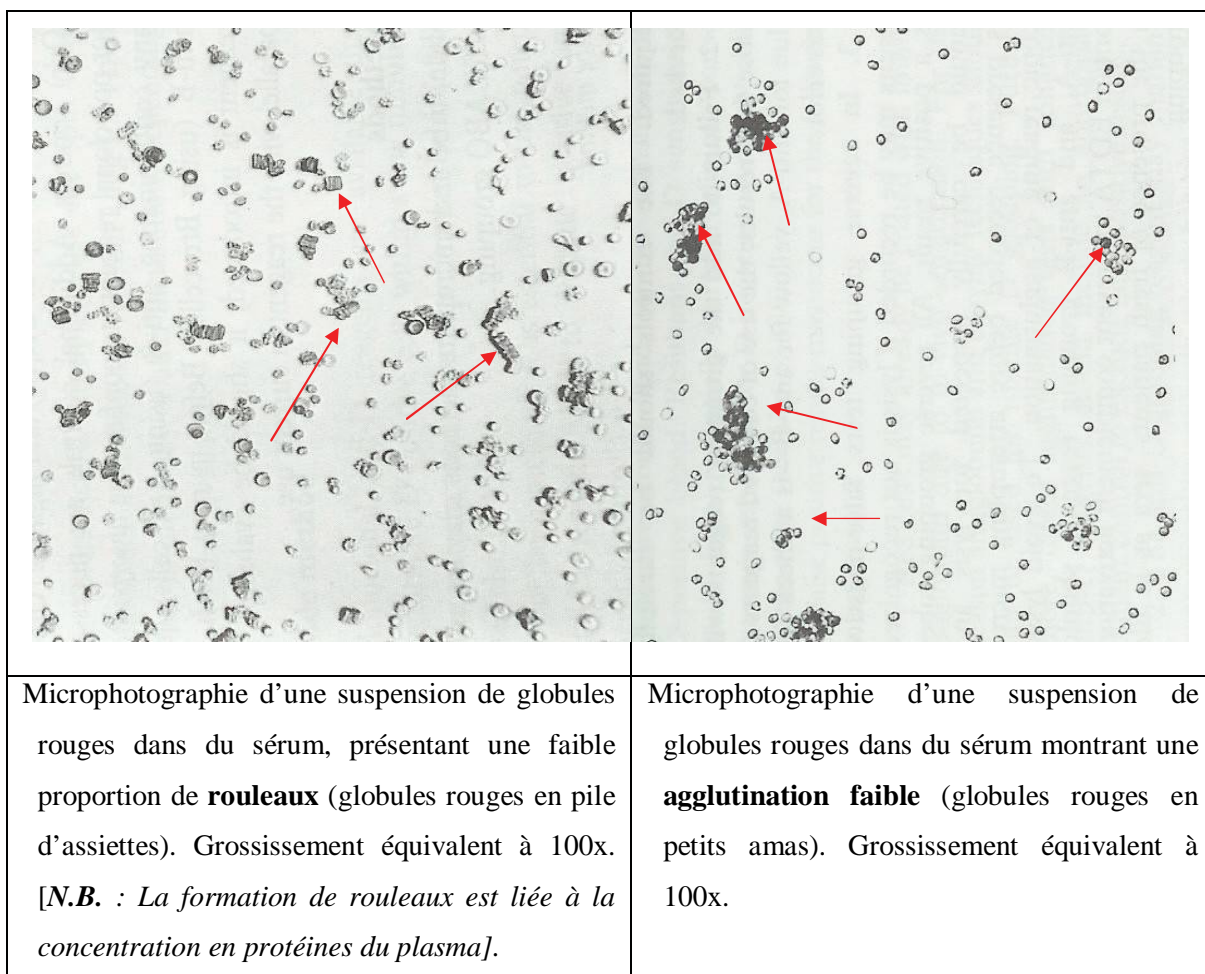 Microphotographie d’une suspension de globules
rouges dans du sérum, présentant une faible
proportion de rouleaux (globules rouges en pile
d’assiettes). Grossissement équivalent à 100x.
[N.B. : La formation de rouleaux est liée à la
concentration en protéines du plasma].
Microphotographie d’une suspension de
globules rouges dans du sérum montrant une
agglutination faible (globules rouges en
petits amas). Grossissement équivalent à
100x.